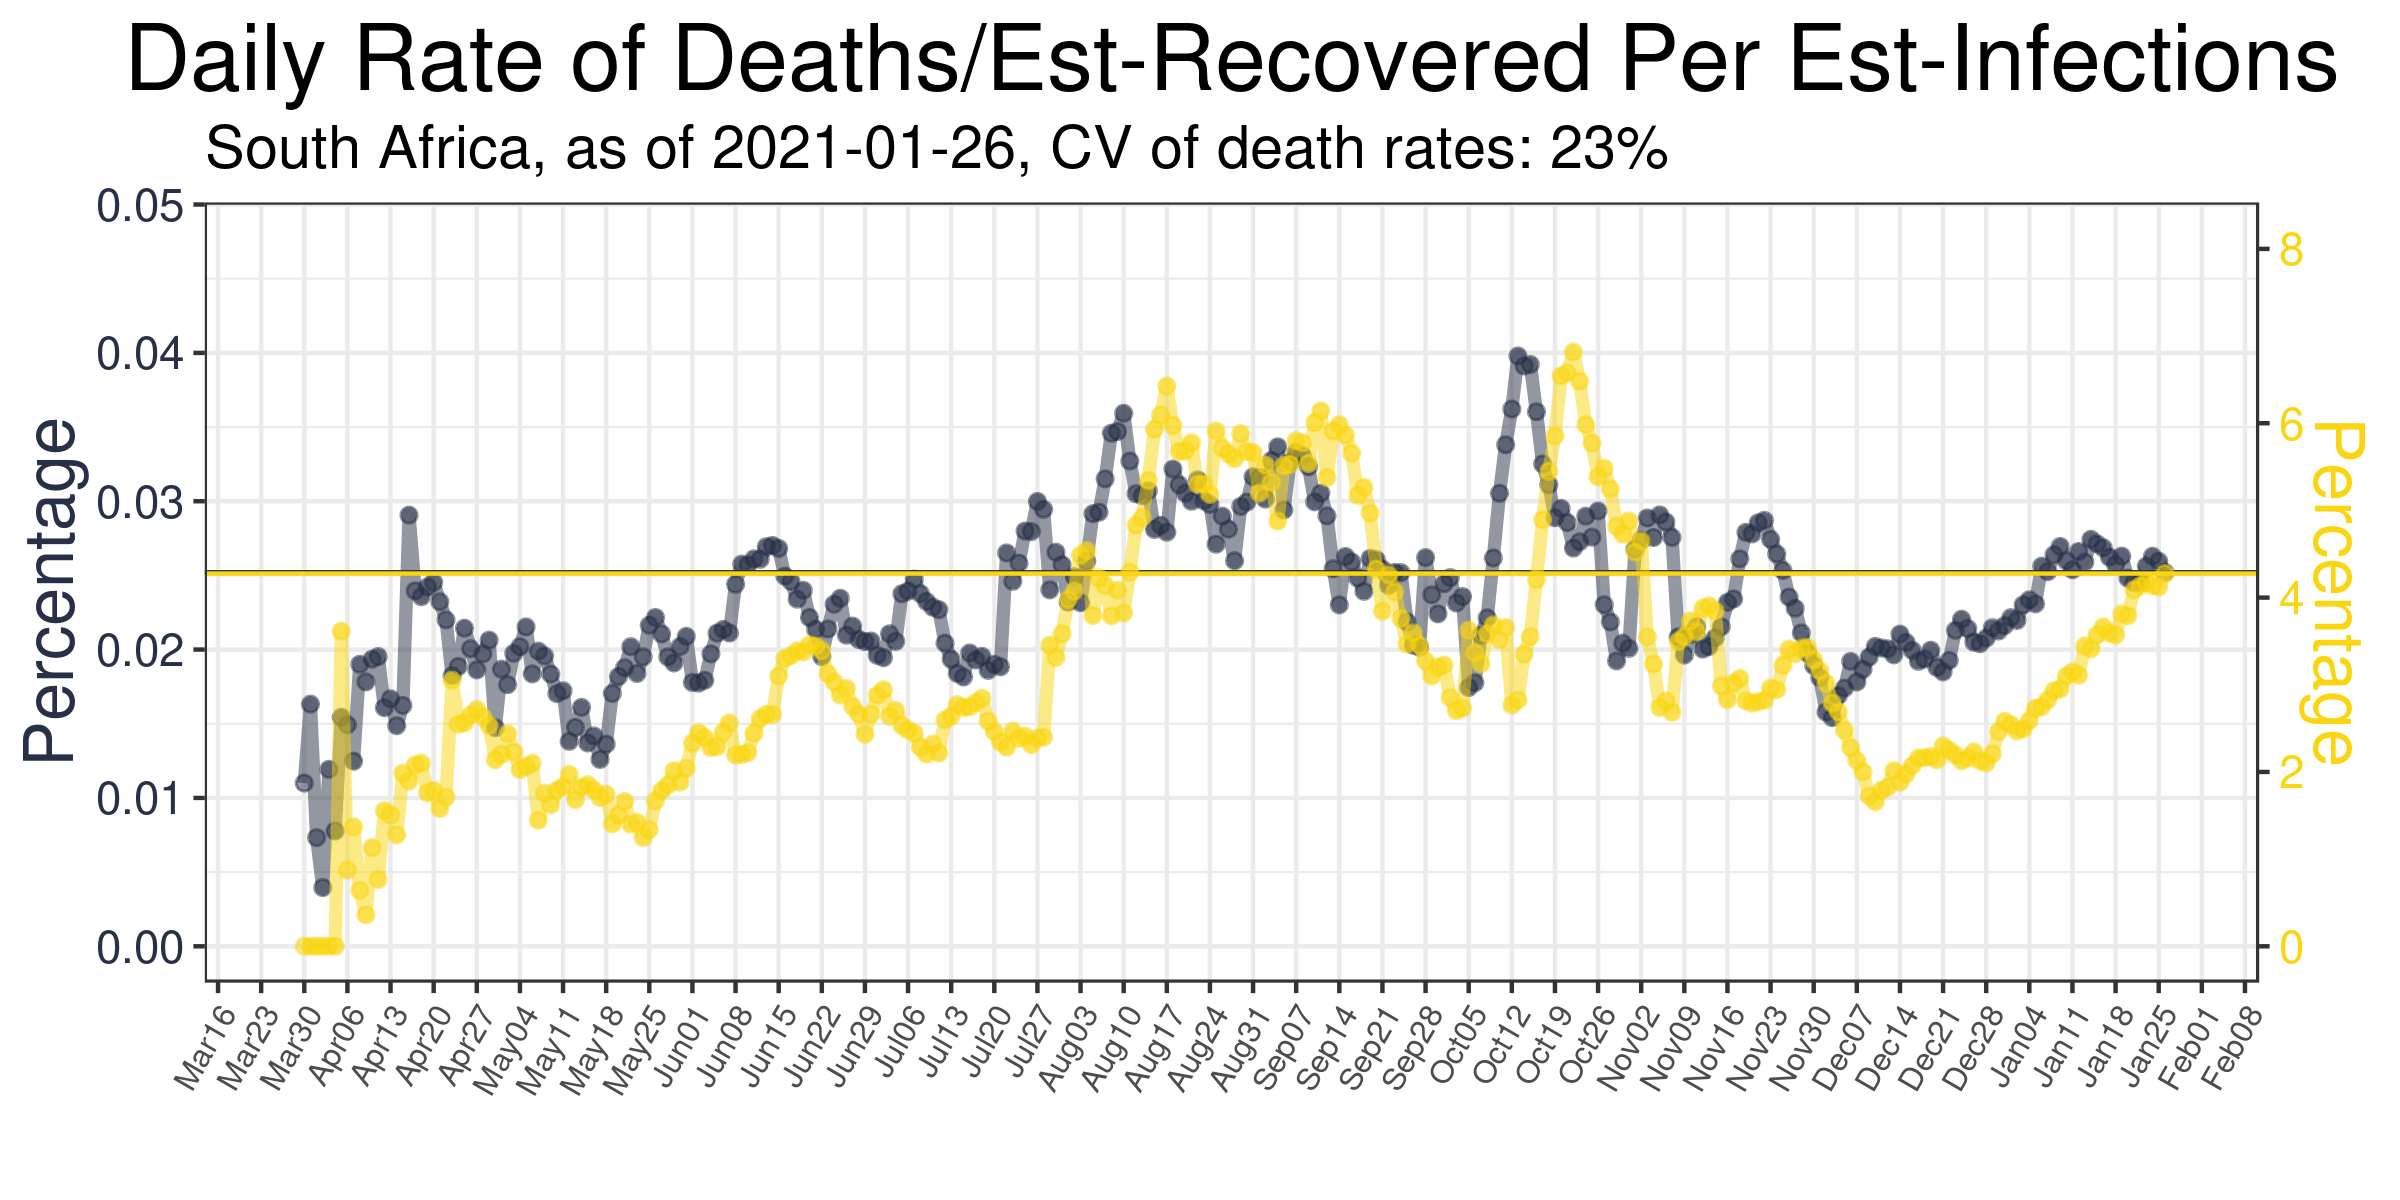 Daily Rate of Deaths/Est-Recovered Per Est-Infections
South Africa, as of 2021-01-26, CV of death rates: 23%
Percentage
0.05
0.04
0.03
0.02
0.01
0.00
8
6
4
2
0
Percentage
Mar16 Mar23 Mar30 Apr06 Apr13 Apr20 Apr27 May04 May11 May18 May25 Jun01 Jun08 Jun15 Jun22 Jun29 Jul06 Jul13 Jul20 Jul27 Aug03 Aug10 Aug17 Aug24 Aug31 Sep07 Sep14 Sep21 Sep28 Oct05 Oct12 Oct19 Oct26 Nov02 Nov09 Nov16 Nov23 Nov30 Dec07 Dec14 Dec21 Dec28 Jan04 Jan11 Jan18 Jan25 Feb01 Feb08